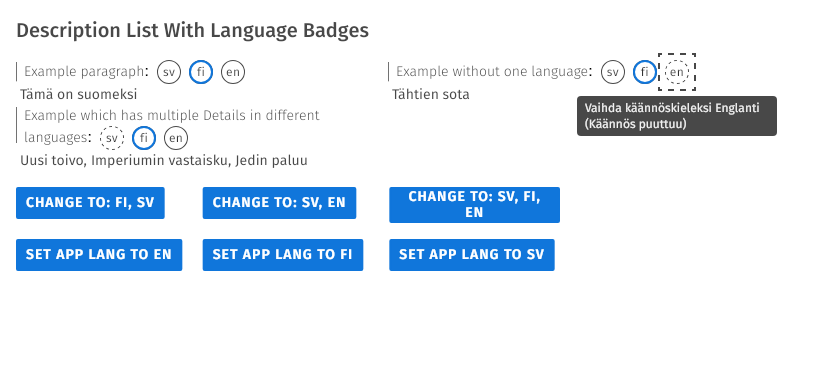 Description List With Language Badges
Example paragraph: sv fi en
Tämä on suomeksi
Example which has multiple Details in different
languages: sv fi en
Uusi toivo, Imperiumin vastaisku, Jedin paluu
Example without one language: sv fi en
Tähtien sota
Vaihda käännöskieleksi Englanti
(Käännös puuttuu)
CHANGE TO: FI, SV
CHANGE TO: SV, EN
CHANGE TO: SV, FI,
EN
SET APP LANG TO EN
SET APP LANG TO FI
SET APP LANG TO SV